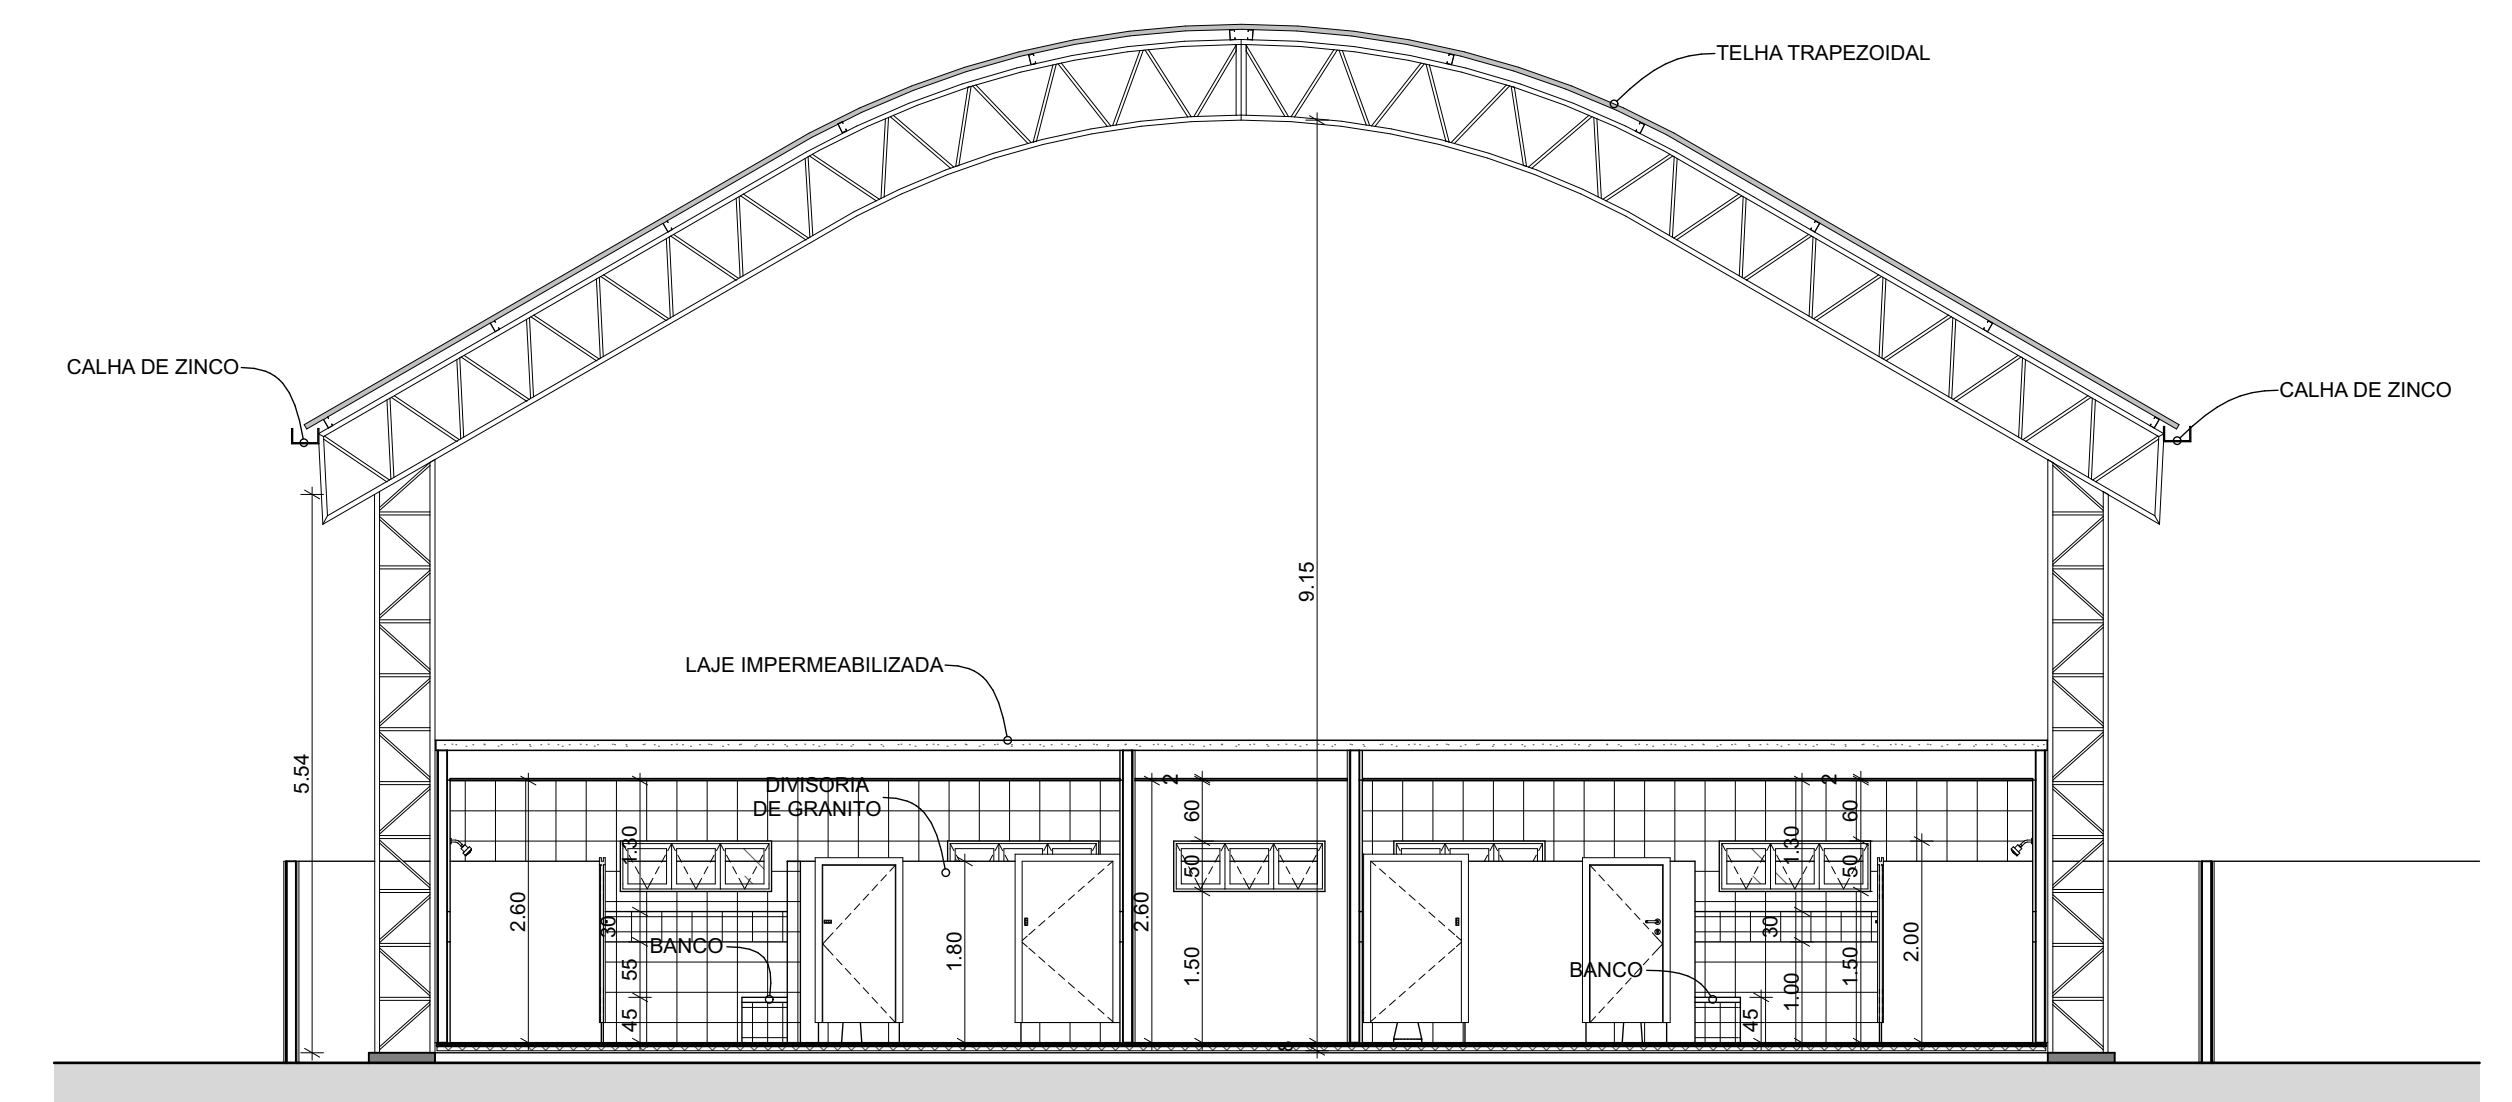 TELHA TRAPEZOIDAL
CALHA DE ZINCO
CALHA DE ZINCO
9.15
5.54
LAJE IMPERMEABILIZADA
DIVISORIA
DE GRANITO
2
2
60
60
1.30
1.30
50
50
2.60
2.60
30
30
BANCO
BANCO
1.80
55
1.50
1.50
2.00
1.00
45
45
8